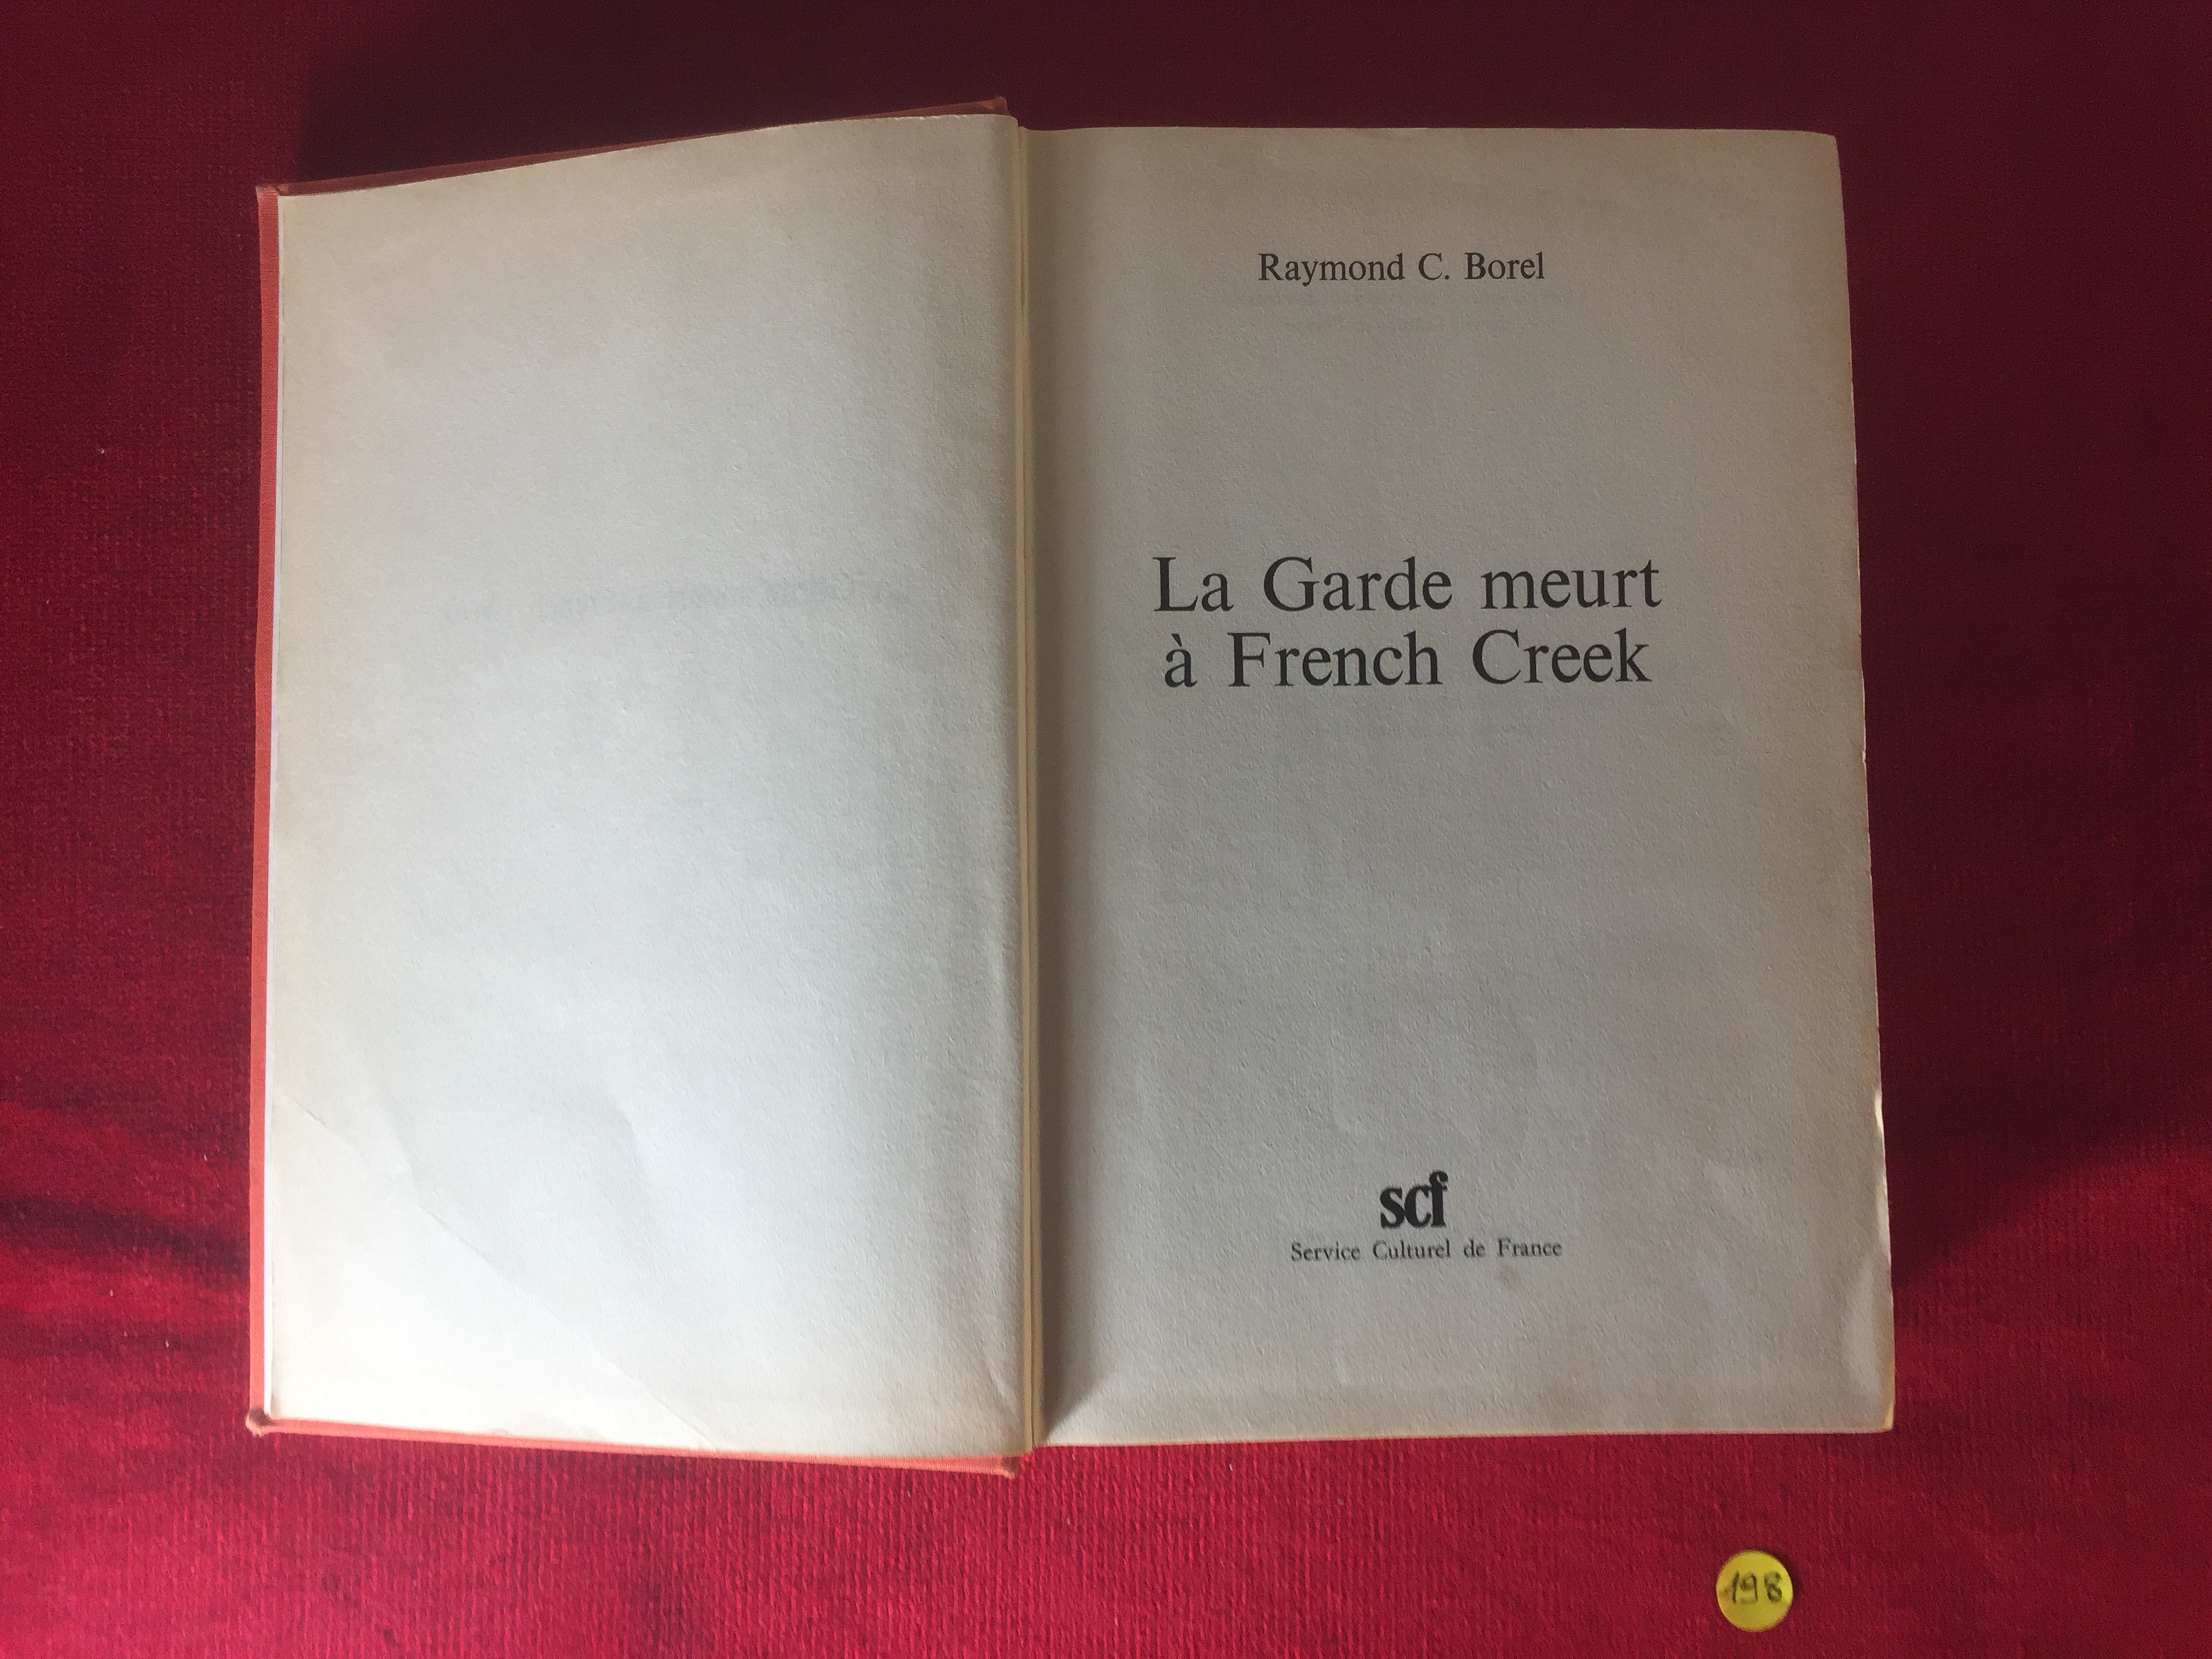 Raymond C. Borel
La Garde meurt
à French Creek
scf
Service Culturel de France
198